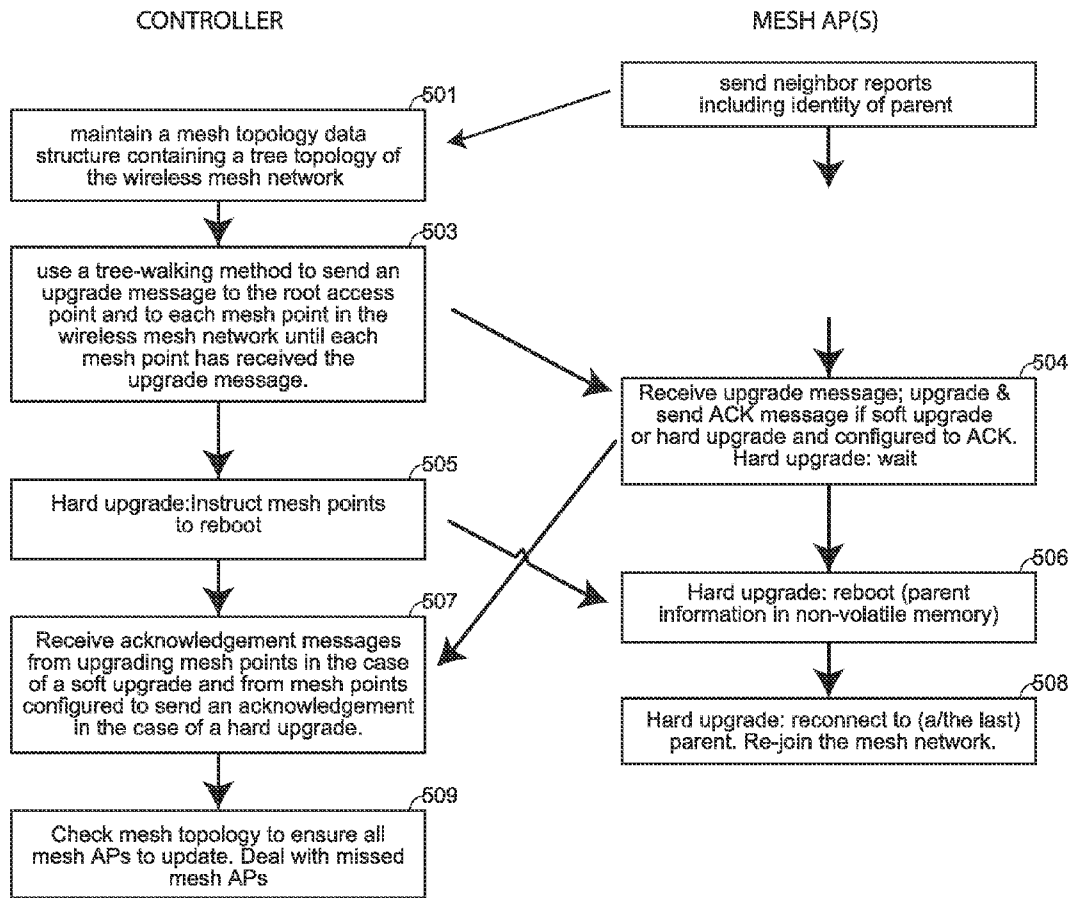 CONTROLLER
MESH AP(S)
send neighbor reports
including identity of parent
501
maintain a mesh topology data
structure containing a tree topology of
the wireless mesh network
503
use a tree-walking method to send an
upgrade message to the root access
point and to each mesh point in the
wireless mesh network until each
mesh point has received the
upgrade message.
504
Receive upgrade message; upgrade &
send ACK message if soft upgrade
or hard upgrade and configured to ACK.
Hard upgrade: wait
505
Hard upgrade:Instruct mesh points
to reboot
506
Hard upgrade: reboot (parent
information in non-volatile memory)
507
Receive acknowledgement messages
from upgrading mesh points in the case
of a soft upgrade and from mesh points
configured to send an acknowledgement
in the case of a hard upgrade.
508
Hard upgrade: reconnect to (a/the last)
parent. Re-join the mesh network.
509
Check mesh topology to ensure all
mesh APs to update. Deal with missed
mesh APs